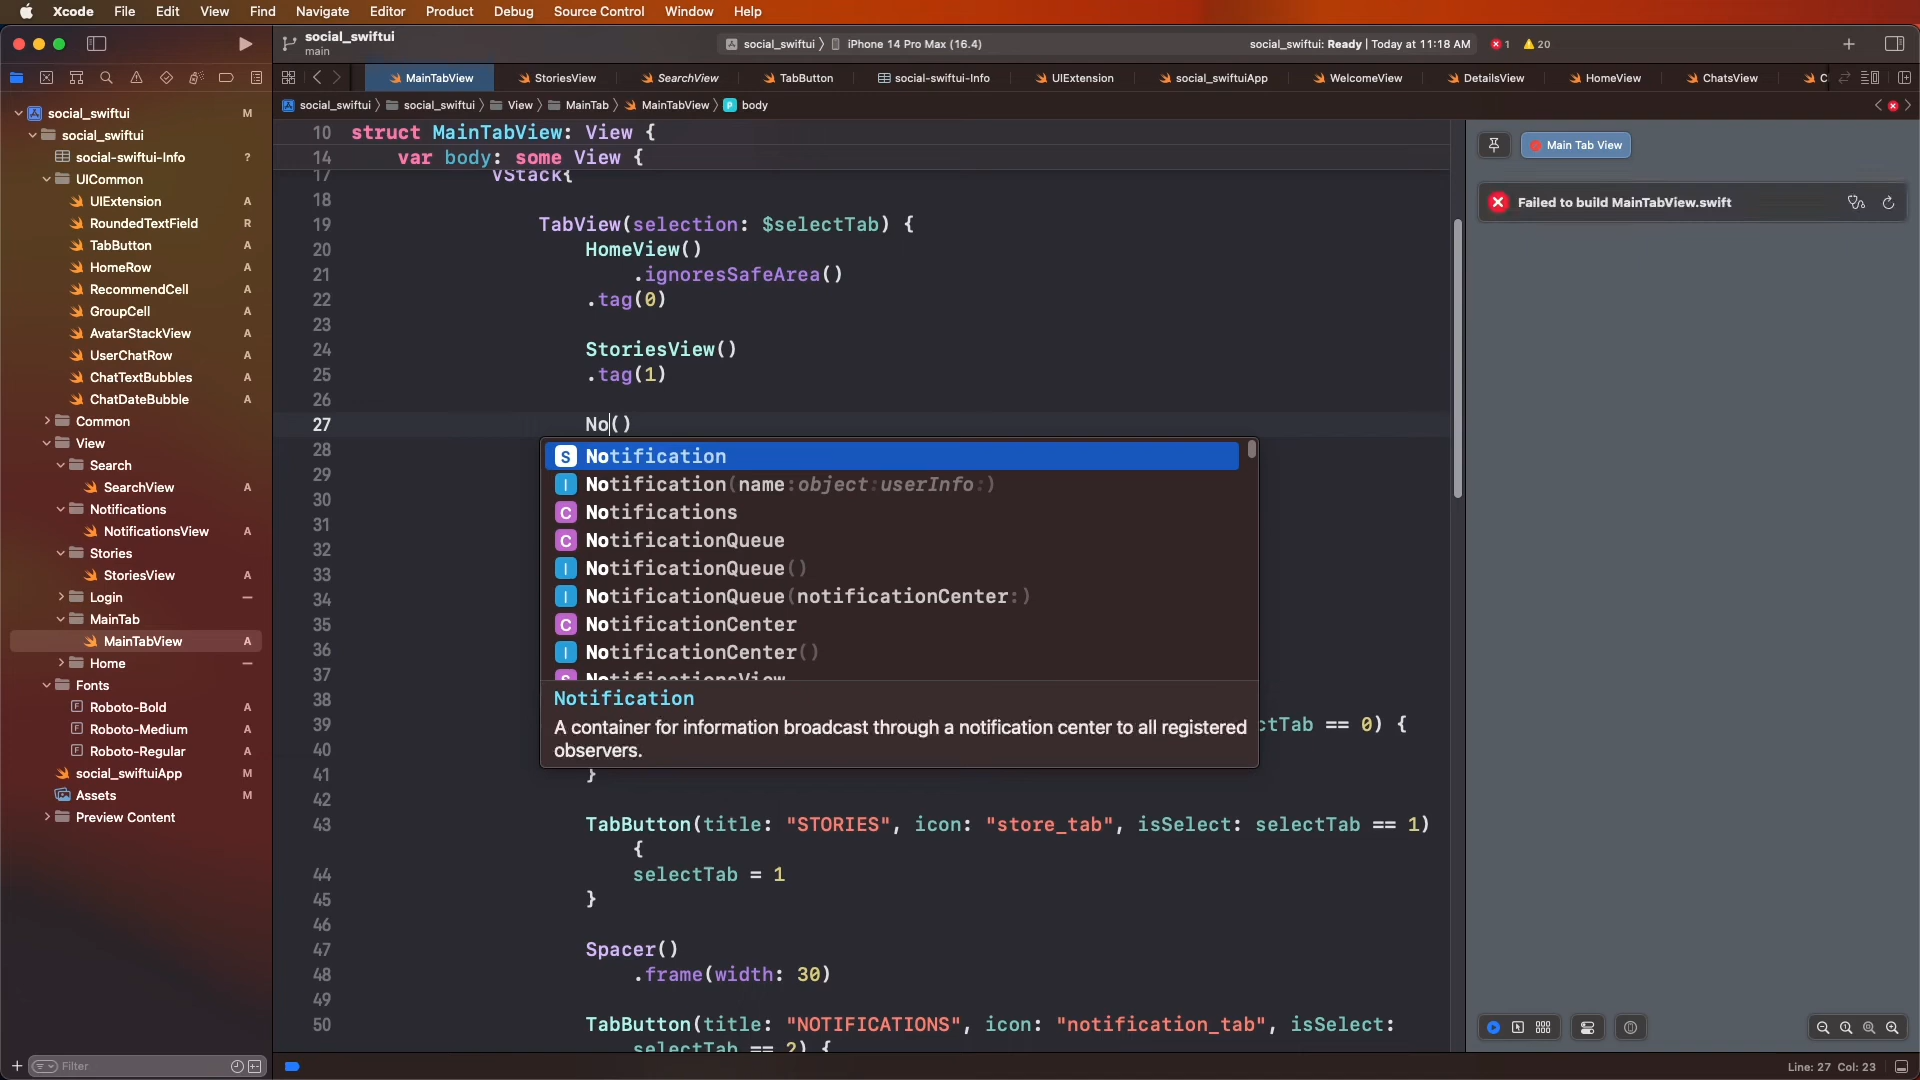 Xcode File Edit View Find Navigate Editor Product Debug Source Control Window Help
social_swiftui
main
social_swiftui iPhone 14 Pro Max (16.4)
social_swiftui: Ready | Today at 11:18 AM 1 20
MainTabView StoriesView SearchView TabButton social-swiftui-Info UIExtension social_swiftuiApp WelcomeView DetailsView HomeView ChatsView C
social_swiftui social_swiftui View MainTab MainTabView body
social_swiftui M
social_swiftui
social-swiftui-Info ?
UICommon
UIExtension A
RoundedTextField R
TabButton A
HomeRow A
RecommendCell A
GroupCell A
AvatarStackView A
UserChatRow A
ChatTextBubbles A
ChatDateBubble A
Common
View
Search
SearchView A
Notifications
NotificationsView A
Stories
StoriesView A
Login
MainTab
MainTabView A
Home
Fonts
Roboto-Bold A
Roboto-Medium A
Roboto-Regular A
social_swiftuiApp M
Assets M
Preview Content
Filter
10 struct MainTabView: View {
14 var body: some View {
17 VStack{
18
19 TabView(selection: $selectTab) {
20 HomeView()
21 .ignoresSafeArea()
22 .tag(0)
23
24 StoriesView()
25 .tag(1)
26
27 No()
28
29
30
31
32
33
34
35
36
37
38
39 ctTab == 0) {
40
41 }
42
43 TabButton(title: "STORIES", icon: "store_tab", isSelect: selectTab == 1)
{
44 selectTab = 1
45 }
46
47 Spacer()
48 .frame(width: 30)
49
50 TabButton(title: "NOTIFICATIONS", icon: "notification_tab", isSelect:
selectTab == 2) {
S Notification
I Notification(name:object:userInfo:)
C Notifications
C NotificationQueue
I NotificationQueue()
I NotificationQueue(notificationCenter:)
C NotificationCenter
I NotificationCenter()
S NotificationsView
Notification
A container for information broadcast through a notification center to all registered
observers.
Main Tab View
Failed to build MainTabView.swift
Line: 27 Col: 23